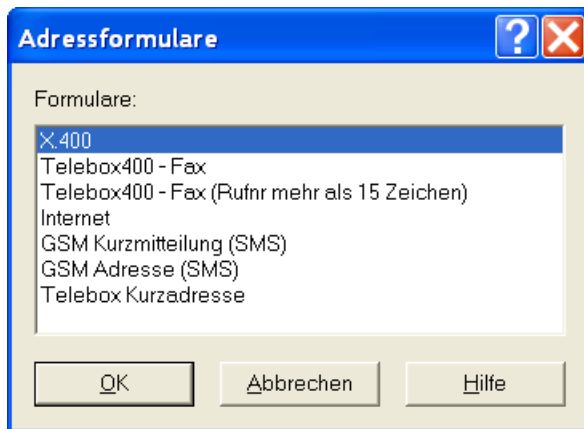 Adressformulare
Formulare:
X.400
Telebox400 - Fax
Telebox400 - Fax (Rufnr mehr als 15 Zeichen)
Internet
GSM Kurzmitteilung (SMS)
GSM Adresse (SMS)
Telebox Kurzadresse
OK Abbrechen Hilfe